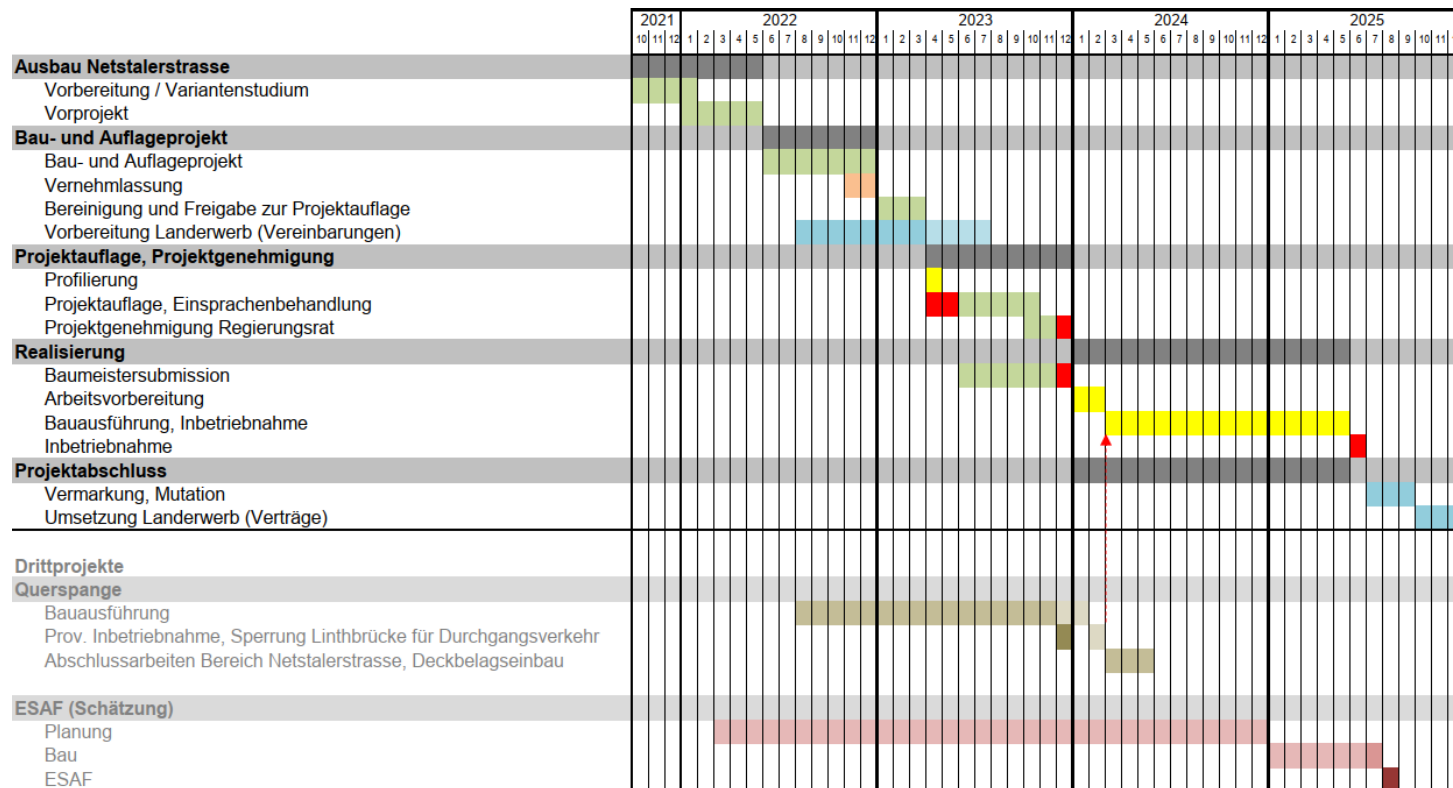 2021 2022 2023 2024 2025
10 11 12 1 2 3 4 5 6 7 8 9 10 11 12 1 2 3 4 5 6 7 8 9 10 11 12 1 2 3 4 5 6 7 8 9 10 11 12 1 2 3 4 5 6 7 8 9 10 11
Ausbau Netstalerstrasse
Vorbereitung / Variantenstudium
Vorprojekt
Bau- und Auflageprojekt
Bau- und Auflageprojekt
Vernehmlassung
Bereinigung und Freigabe zur Projektauflage
Vorbereitung Landerwerb (Vereinbarungen)
Projektauflage, Projektgenehmigung
Profilierung
Projektauflage, Einsprachenbehandlung
Projektgenehmigung Regierungsrat
Realisierung
Baumeistersubmission
Arbeitsvorbereitung
Bauausführung, Inbetriebnahme
Inbetriebnahme
Projektabschluss
Vermarkung, Mutation
Umsetzung Landerwerb (Verträge)
Drittprojekte
Querspange
Bauausführung
Prov. Inbetriebnahme, Sperrung Linthbrücke für Durchgangsverkehr
Abschlussarbeiten Bereich Netstalerstrasse, Deckbelagseinbau
ESAF (Schätzung)
Planung
Bau
ESAF